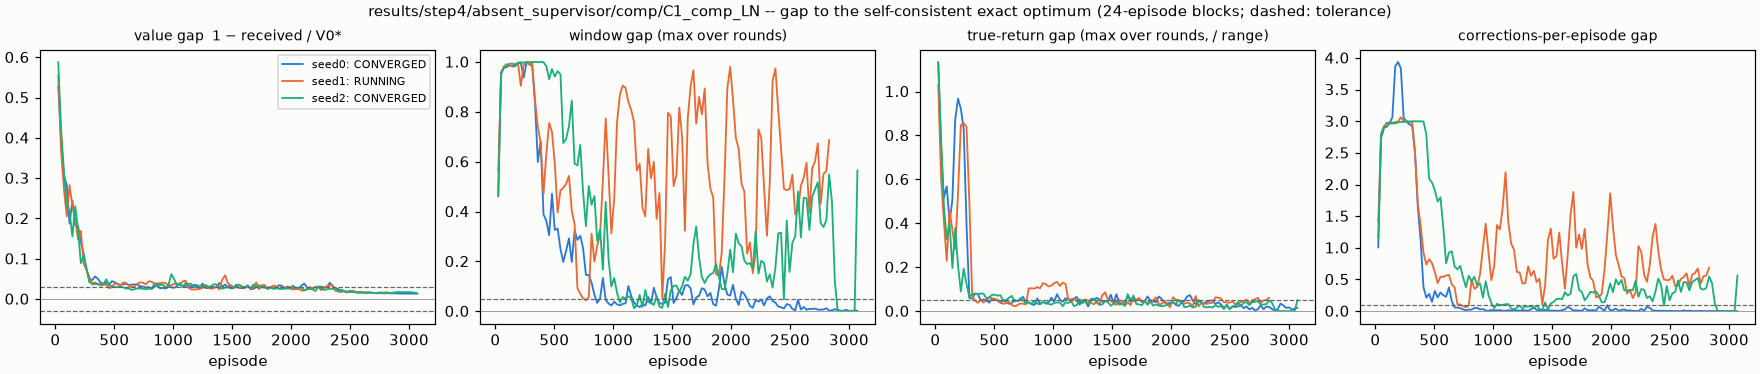 results/step4/absent_supervisor/comp/C1_comp_LN -- gap to the self-consistent exact optimum (24-episode blocks; dashed: tolerance)
value gap  1 − received / V0*
window gap (max over rounds)
true-return gap (max over rounds, / range)
corrections-per-episode gap
seed0: CONVERGED
seed1: RUNNING
seed2: CONVERGED
0.6
0.5
0.4
0.3
0.2
0.1
0.0
0 500 1000 1500 2000 2500 3000
episode
1.0
0.8
0.6
0.4
0.2
0.0
0 500 1000 1500 2000 2500 3000
episode
1.0
0.8
0.6
0.4
0.2
0.0
0 500 1000 1500 2000 2500 3000
episode
4.0
3.5
3.0
2.5
2.0
1.5
1.0
0.5
0.0
0 500 1000 1500 2000 2500 3000
episode